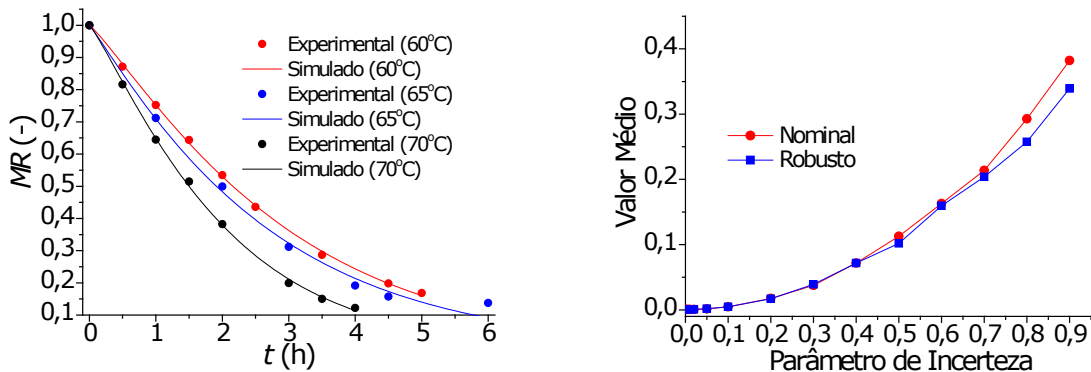 1,0
0,9
0,8
0,7
0,6
0,5
0,4
0,3
0,2
0,1
MR (-)
Experimental (60°C)
Simulado (60°C)
Experimental (65°C)
Simulado (65°C)
Experimental (70°C)
Simulado (70°C)
0 1 2 3 4 5 6
t (h)
0,4
0,3
0,2
0,1
0,0
Valor Médio
Nominal
Robusto
0,0 0,1 0,2 0,3 0,4 0,5 0,6 0,7 0,8 0,9
Parâmetro de Incerteza